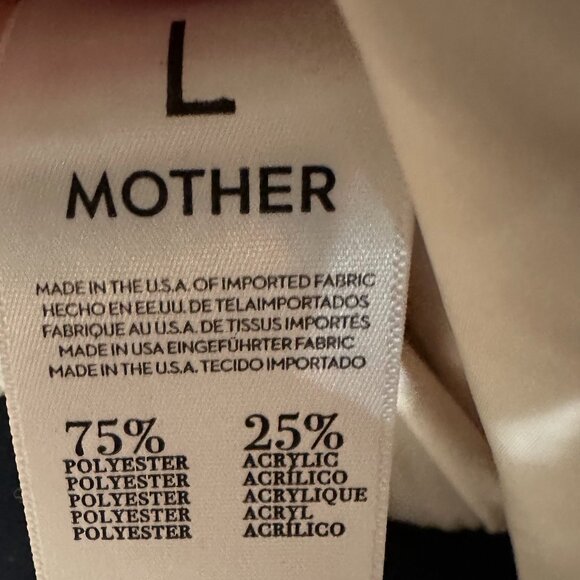 L
MOTHER
MADE IN THE U.S.A. OF IMPORTED FABRIC
HECHO EN EE.UU. DE TELAIMPORTADOS
FABRIQUE AU U.S.A. DE TISSUS IMPORTÉS
MADE IN USA EINGEFÜHRTER FABRIC
MADE IN THE U.S.A. TECIDO IMPORTADO
75% 25%
POLYESTER ACRYLIC
POLYESTER ACRÍLICO
POLYESTER ACRYLIQUE
POLYESTER ACRYL
POLYESTER ACRÍLICO